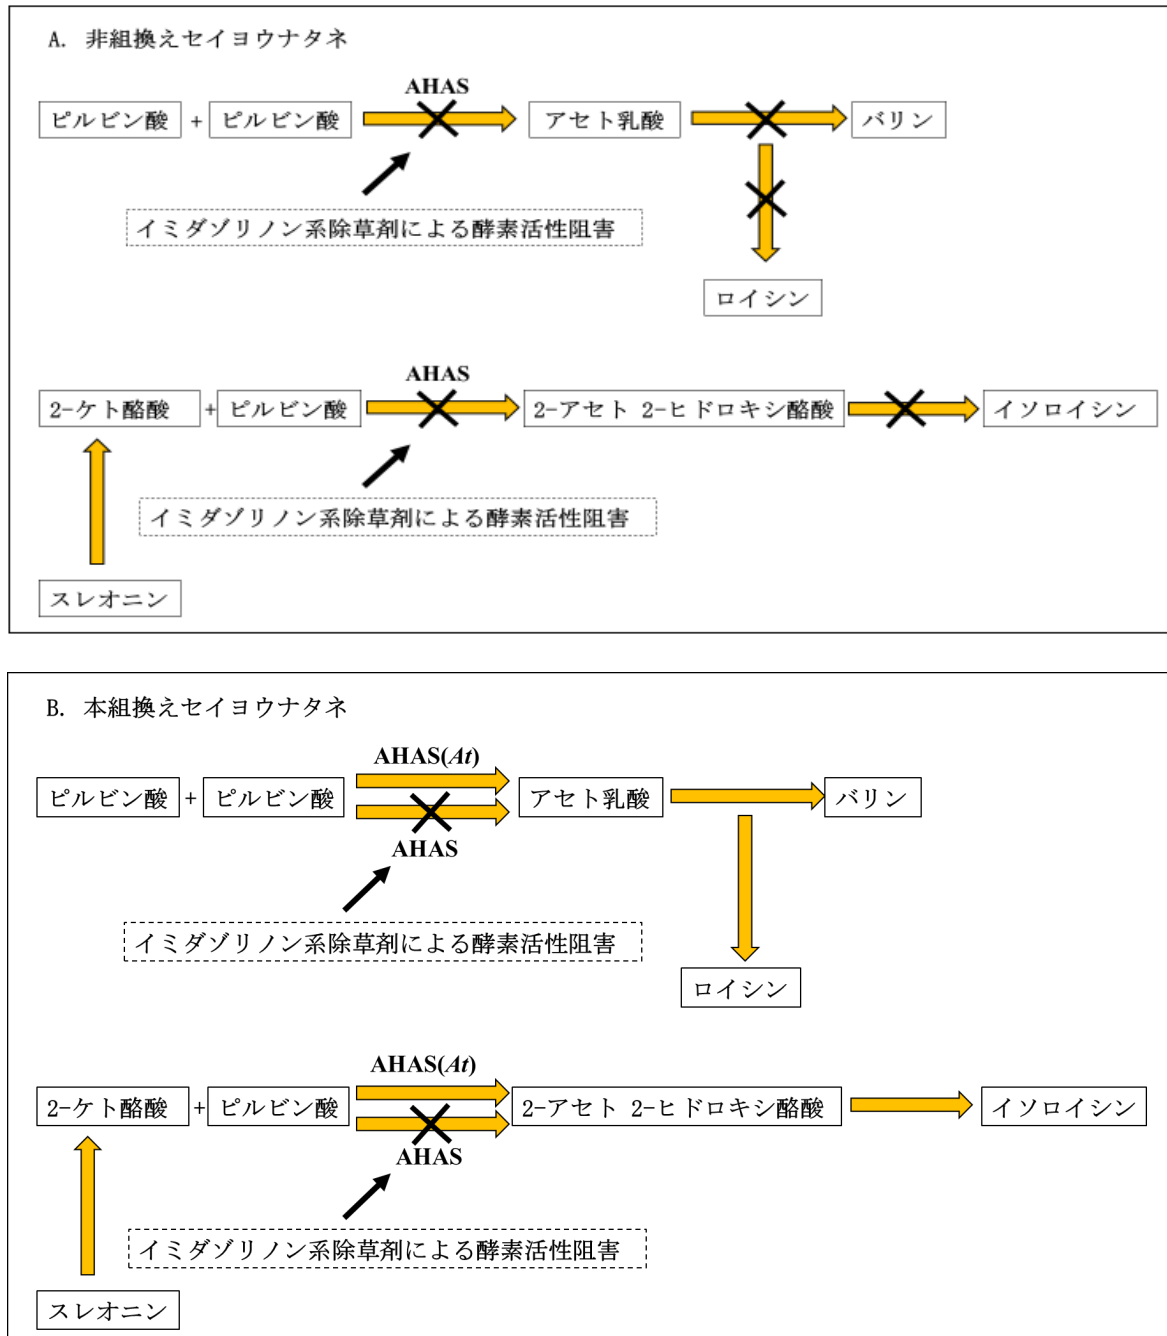 A. 非組換えセイヨウナタネ
AHAS
ピルビン酸 + ピルビン酸 アセト乳酸 バリン
イミダゾリノン系除草剤による酵素活性阻害
ロイシン
AHAS
2-ケト酪酸 + ピルビン酸 2-アセト 2-ヒドロキシ酪酸 イソロイシン
イミダゾリノン系除草剤による酵素活性阻害
スレオニン
B. 本組換えセイヨウナタネ
AHAS(At)
ピルビン酸 + ピルビン酸 アセト乳酸 バリン
AHAS
イミダゾリノン系除草剤による酵素活性阻害
ロイシン
AHAS(At)
2-ケト酪酸 + ピルビン酸 2-アセト 2-ヒドロキシ酪酸 イソロイシン
AHAS
イミダゾリノン系除草剤による酵素活性阻害
スレオニン